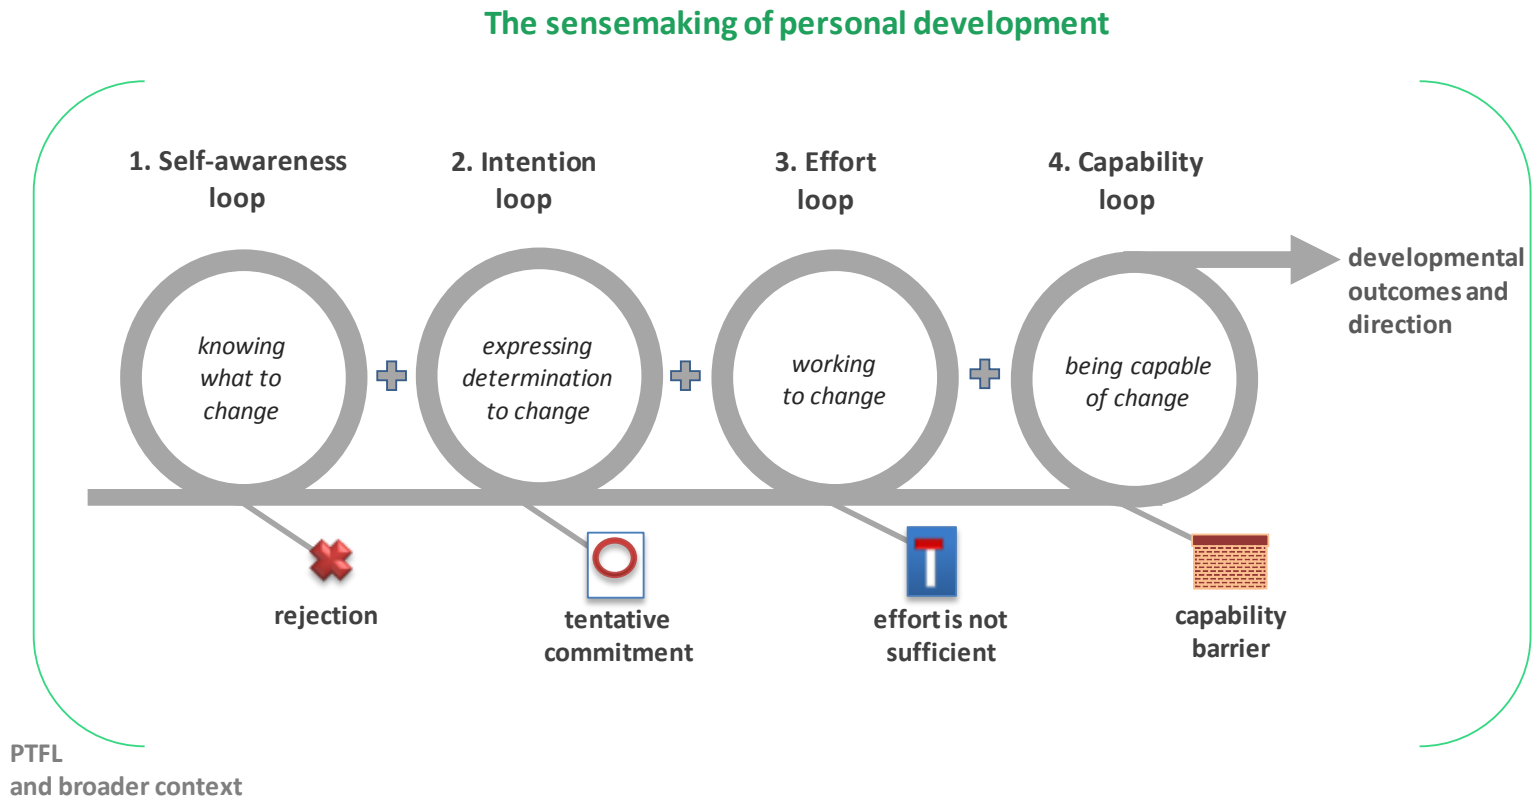 The sensemaking of personal development
1. Self-awareness
loop
2. Intention
loop
3. Effort
loop
4. Capability
loop
knowing
what to
change
expressing
determination
to change
working
to change
being capable
of change
developmental
outcomes and
direction
rejection
tentative
commitment
effort is not
sufficient
capability
barrier
PTFL
and broader context